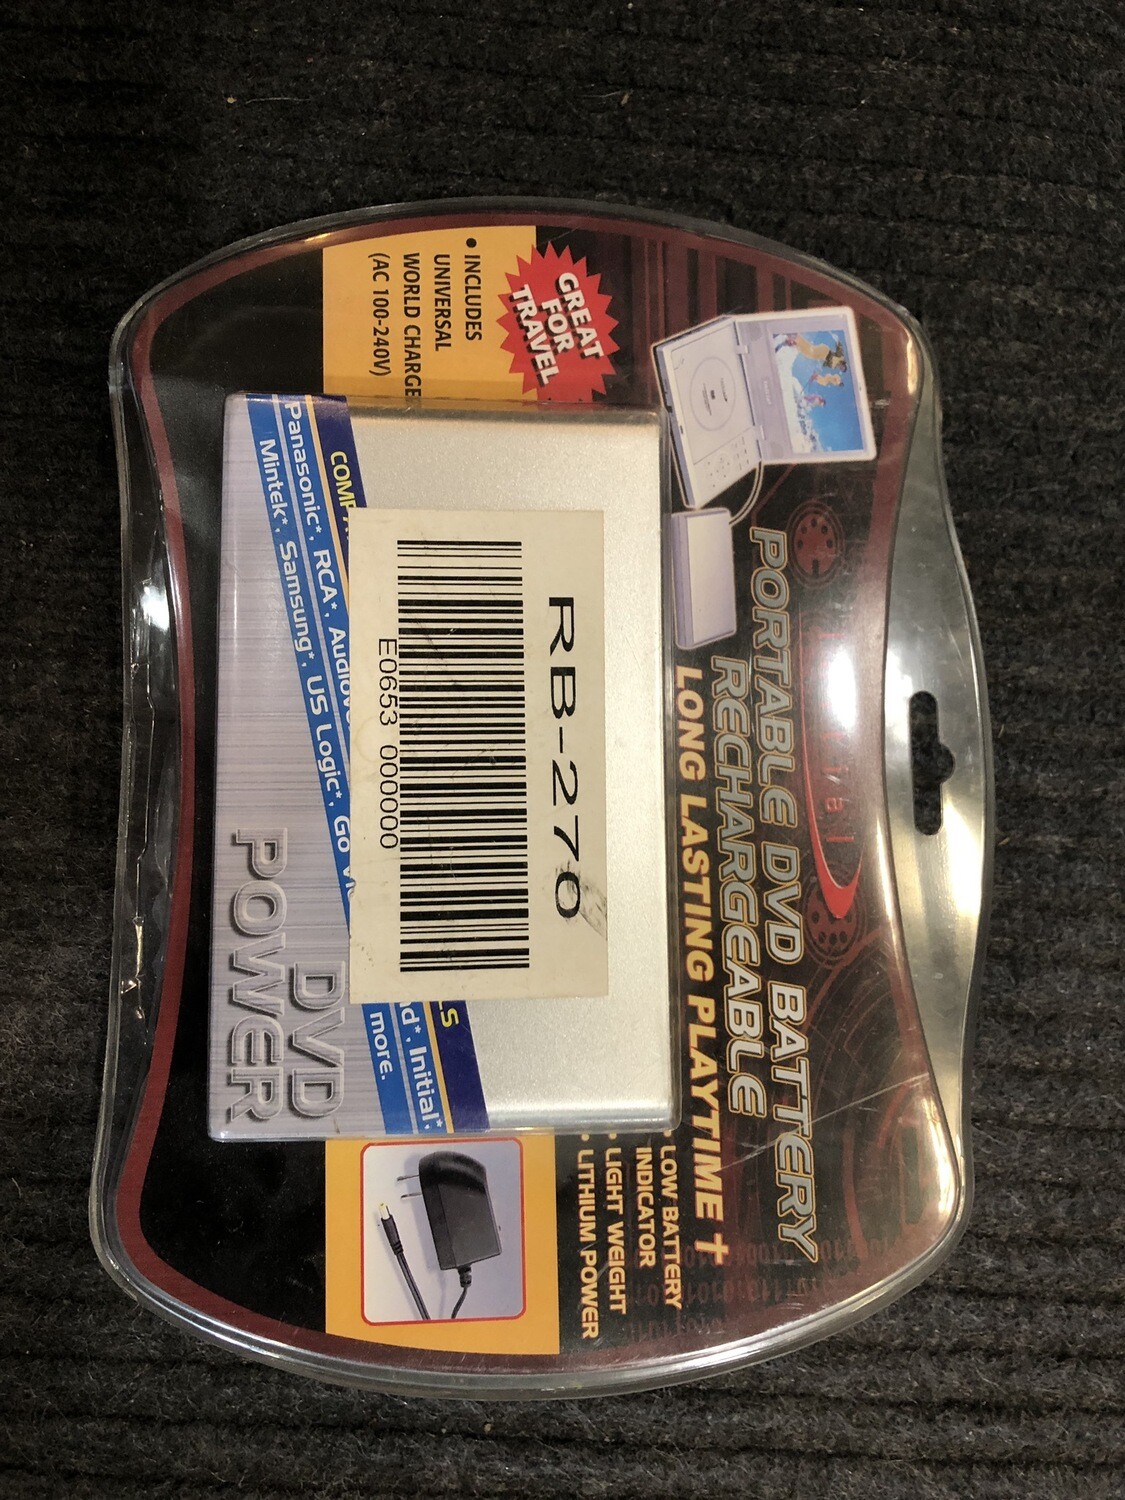 PORTABLE DVD BATTERY
RECHARGEABLE
LONG LASTING PLAYTIME +
GREAT
FOR
TRAVEL
• INCLUDES
UNIVERSAL
WORLD CHARGE
(AC 100-240V)
• LOW BATTERY
INDICATOR
• LIGHT WEIGHT
• LITHIUM POWER
RB-270
E0653 000000
Panasonic*, RCA*,
Initial*,
Mintek*, Samsung*, US Logic*, Go
more.
DVD
POWER